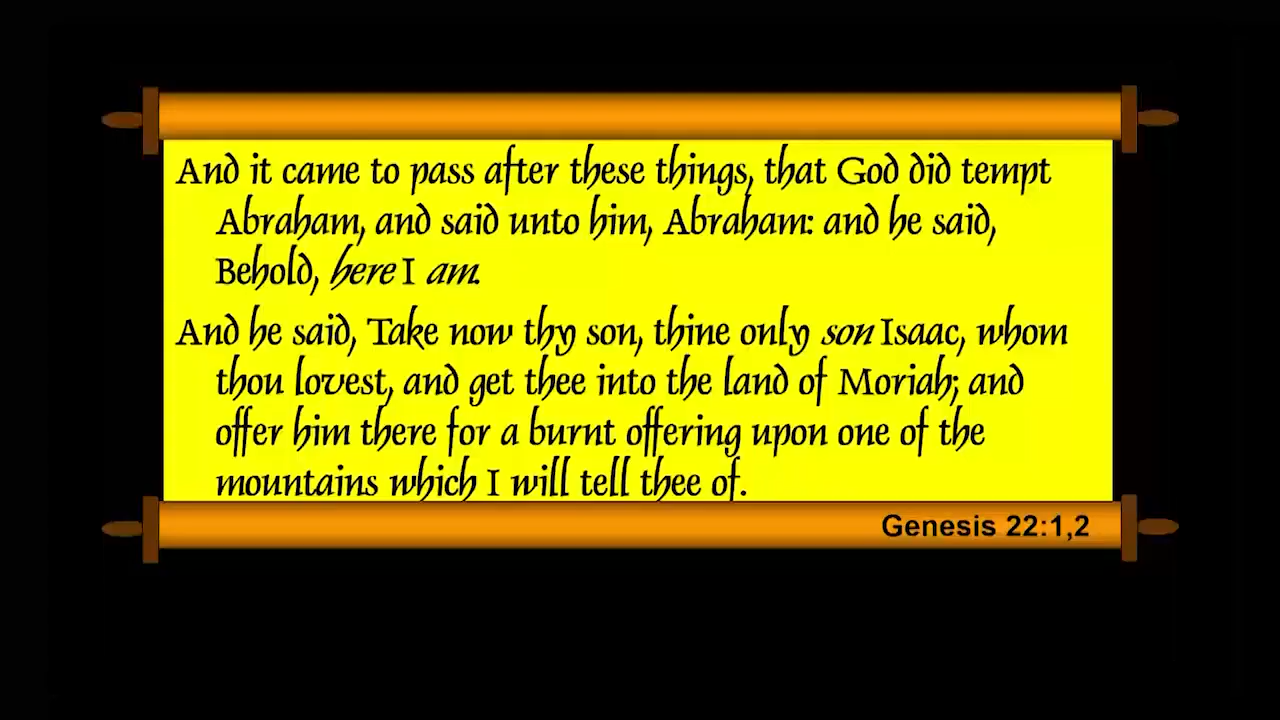 And it came to pass after these things, that God did tempt
Abraham, and said unto him, Abraham: and he said,
Behold, here I am.
And he said, Take now thy son, thine only son Isaac, whom
thou lovest, and get thee into the land of Moriah; and
offer him there for a burnt offering upon one of the
mountains which I will tell thee of.
Genesis 22:1,2